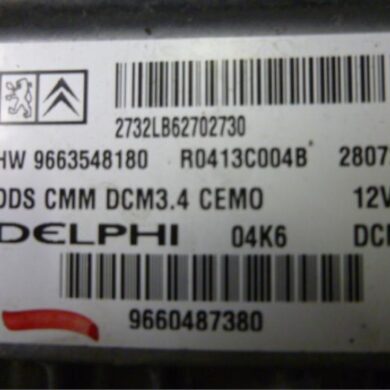 2732LB62702730
HW 9663548180 R0413C004B 2807
DDS CMM DCM3.4 CEMO 12V
DELPHI 04K6 DC
9660487380